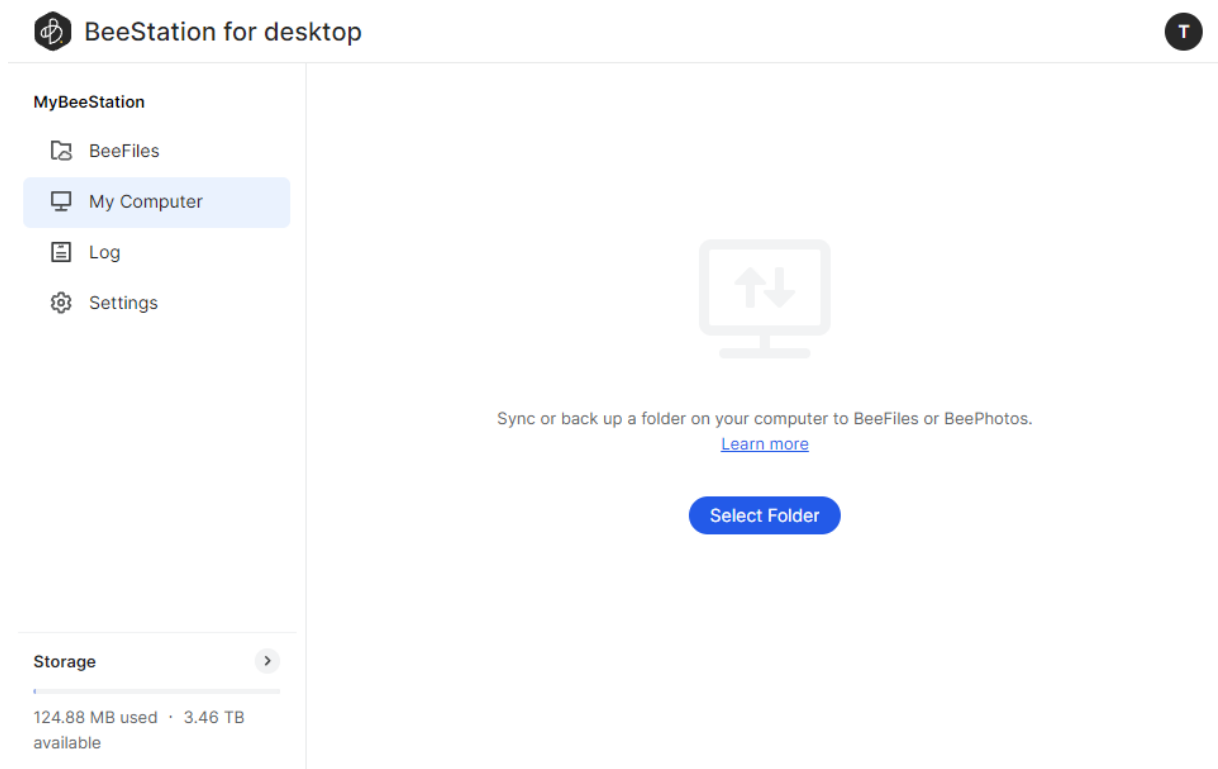 BeeStation for desktop
T
MyBeeStation
BeeFiles
My Computer
Log
Settings
Sync or back up a folder on your computer to BeeFiles or BeePhotos.
Learn more
Select Folder
Storage
124.88 MB used · 3.46 TB
available